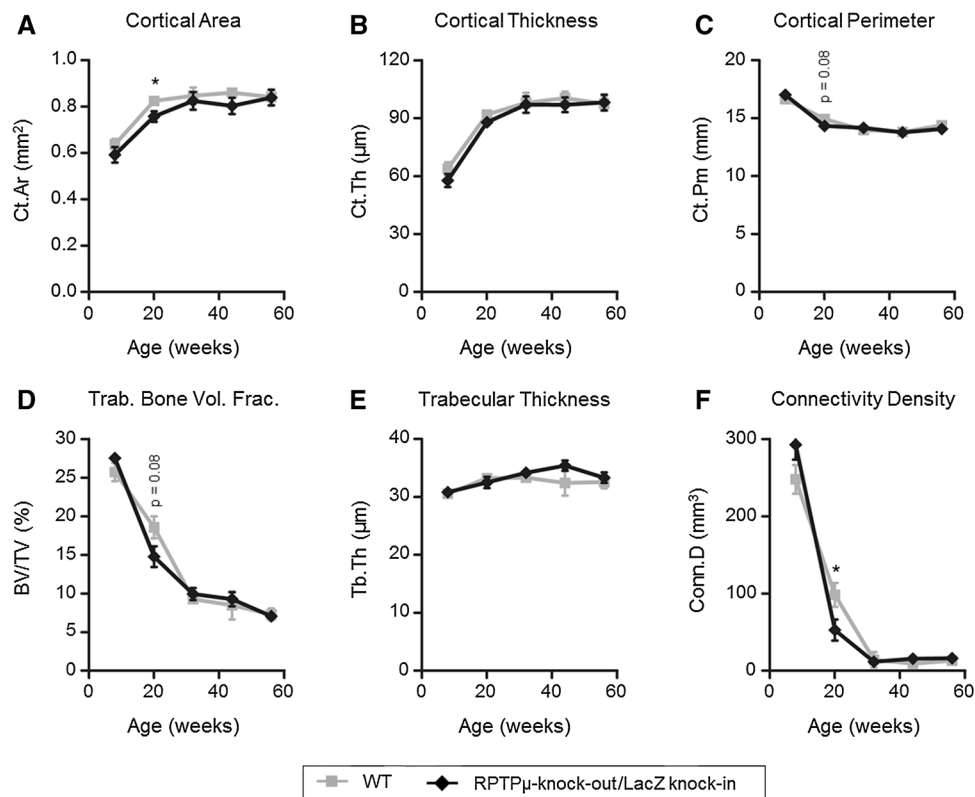 A Cortical Area
Ct.Ar (mm²)
1.0
0.8
0.6
0.4
0.2
0.0
*
0 20 40 60
Age (weeks)
B Cortical Thickness
Ct.Th (µm)
120
90
60
30
0
0 20 40 60
Age (weeks)
C Cortical Perimeter
Ct.Pm (mm)
20
15
10
5
0
p = 0.08
0 20 40 60
Age (weeks)
D Trab. Bone Vol. Frac.
BV/TV (%)
30
25
20
15
10
5
0
p = 0.08
0 20 40 60
Age (weeks)
E Trabecular Thickness
Tb.Th (µm)
40
30
20
10
0
0 20 40 60
Age (weeks)
F Connectivity Density
Conn.D (mm³)
300
200
100
0
*
0 20 40 60
Age (weeks)
WT RPTPµ-knock-out/LacZ knock-in